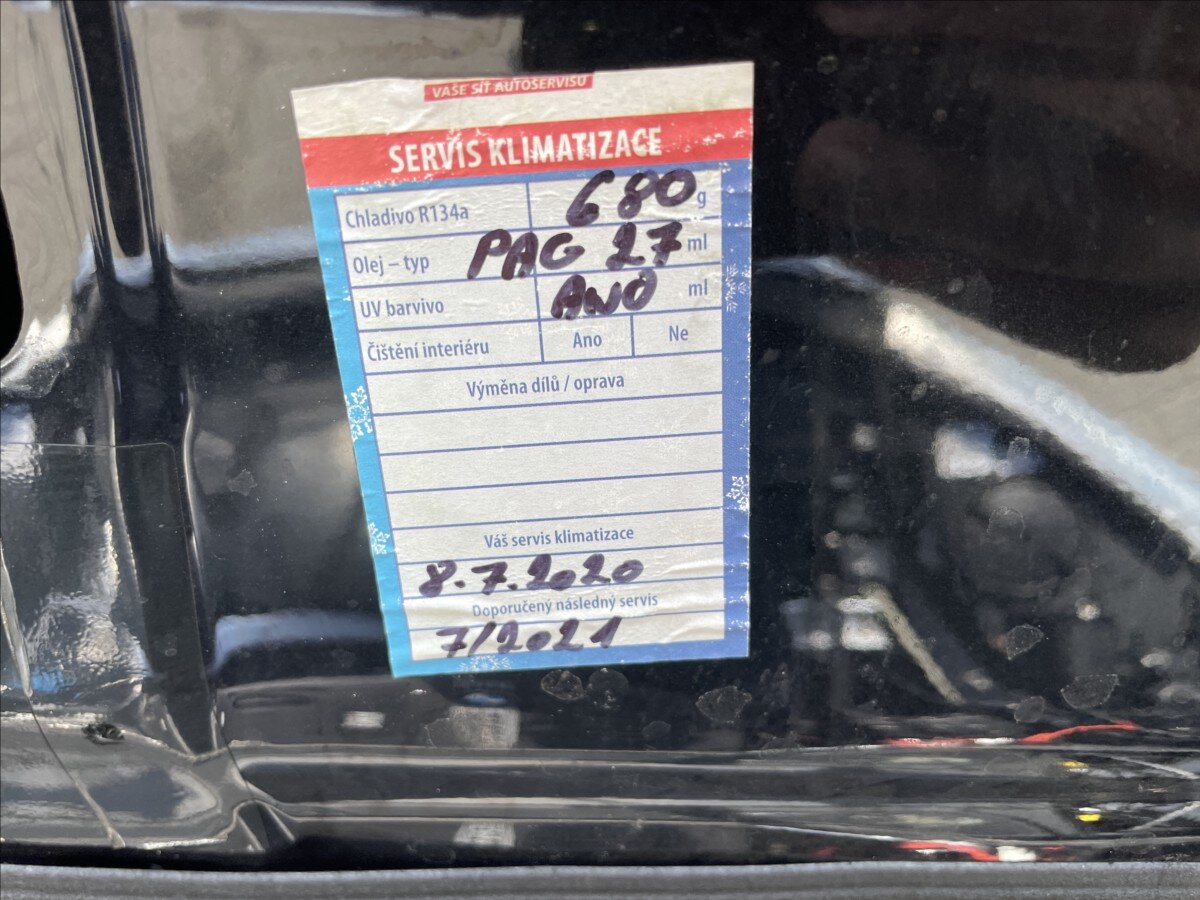 VAŠE SÍŤ AUTOSERVISŮ
SERVIS KLIMATIZACE
Chladivo R134a 680 g
Olej – typ PAG 27 ml
UV barvivo ANO ml
Čištění interiéru Ano Ne
Výměna dílů / oprava
Váš servis klimatizace
8.7.2020
Doporučený následný servis
7/2021